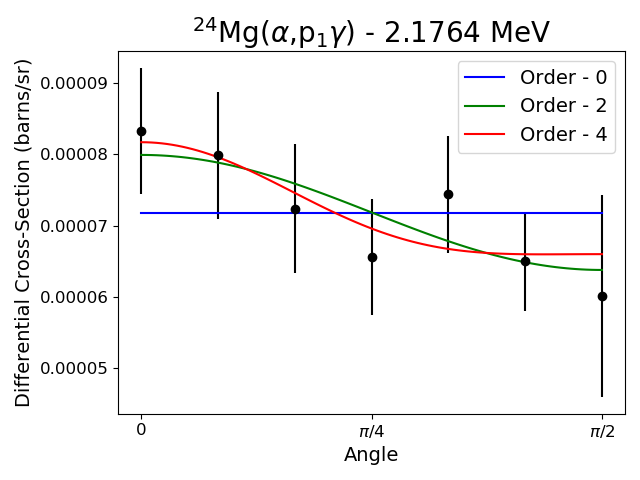 ²⁴Mg(α,p₁γ) - 2.1764 MeV
Order - 0
Order - 2
Order - 4
Differential Cross-Section (barns/sr)
0.00009
0.00008
0.00007
0.00006
0.00005
0 π/4 π/2
Angle